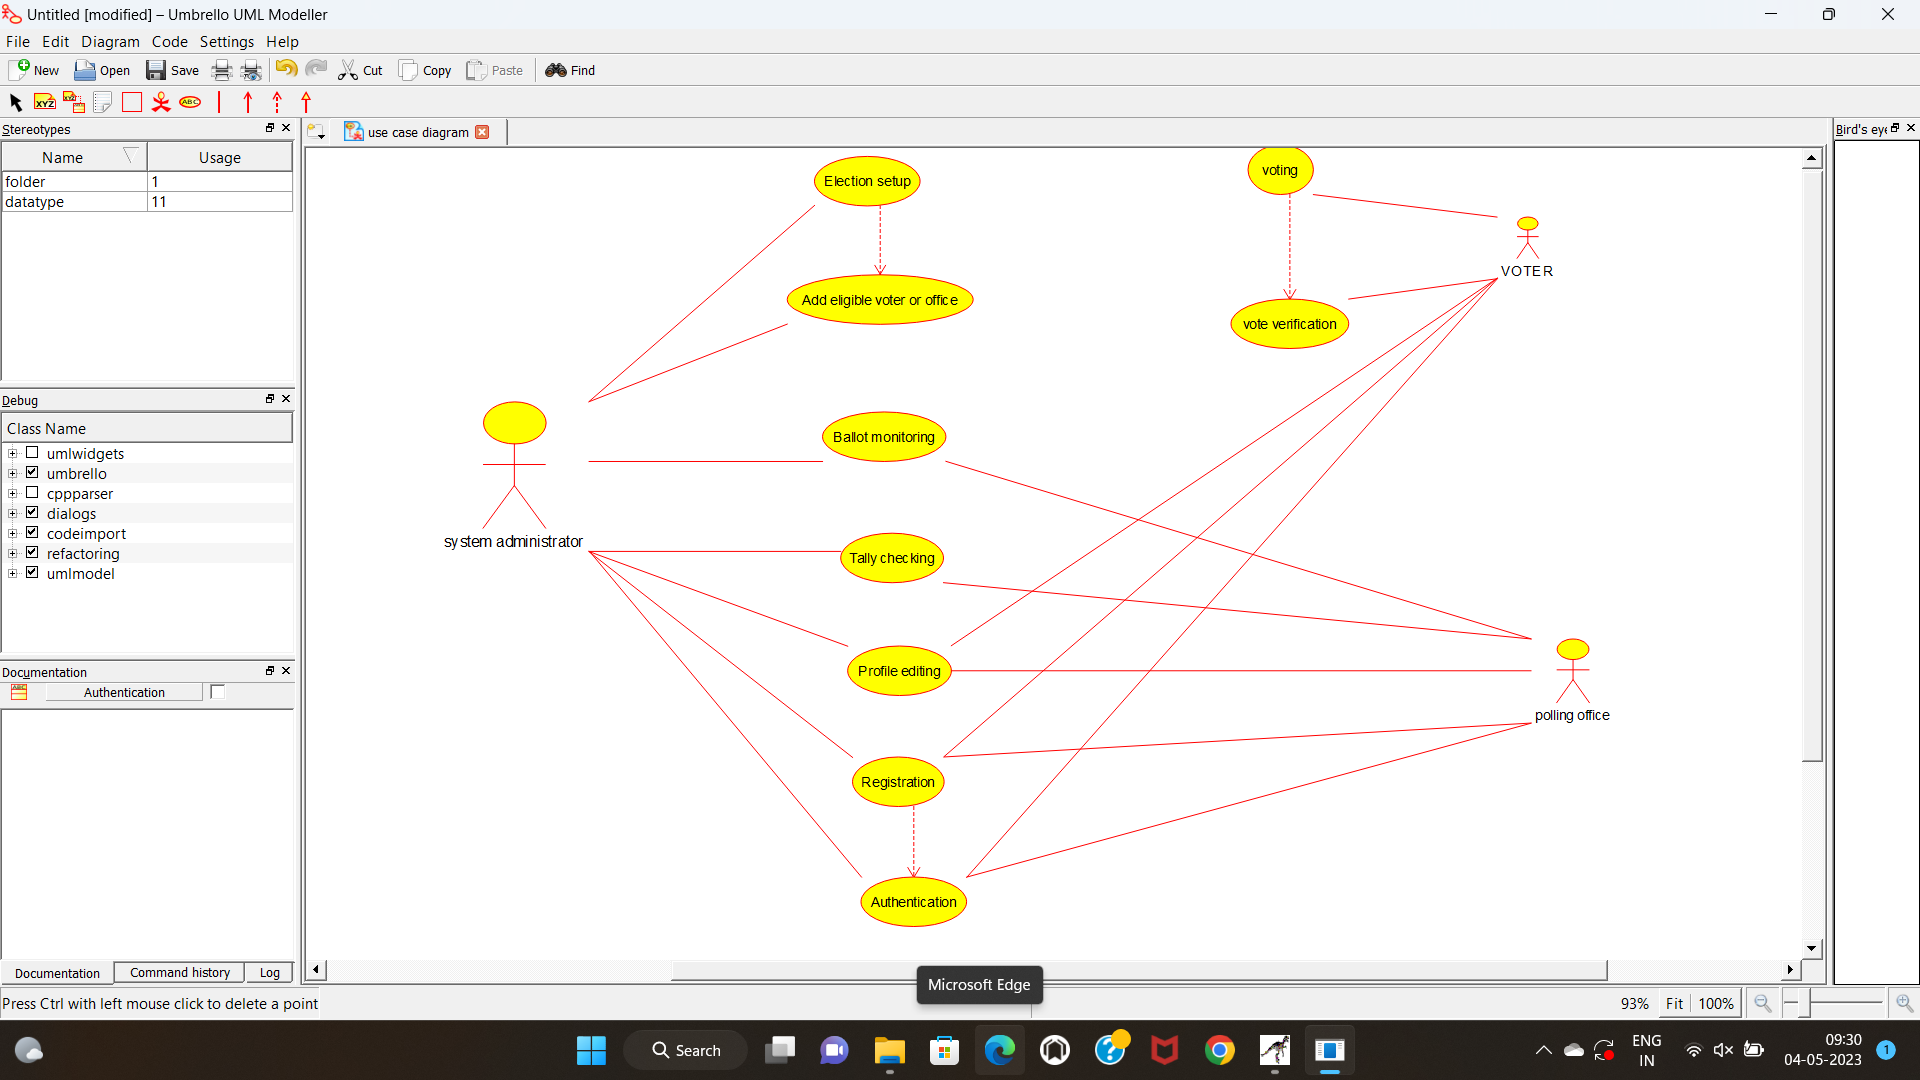 Untitled [modified] – Umbrello UML Modeller
File Edit Diagram Code Settings Help
New Open Save Cut Copy Paste Find
XYZ XYZ ABC
Stereotypes
Name Usage
folder 1
datatype 11
Debug
Class Name
umlwidgets
umbrello
cppparser
dialogs
codeimport
refactoring
umlmodel
Documentation
ABC Authentication
Documentation Command history Log
use case diagram
Election setup
Add eligible voter or office
voting
VOTER
vote verification
Ballot monitoring
system administrator
Tally checking
Profile editing
polling office
Registration
Authentication
Bird's eye
Microsoft Edge
Press Ctrl with left mouse click to delete a point
93% Fit 100%
Search
ENG
IN
09:30
04-05-2023
1